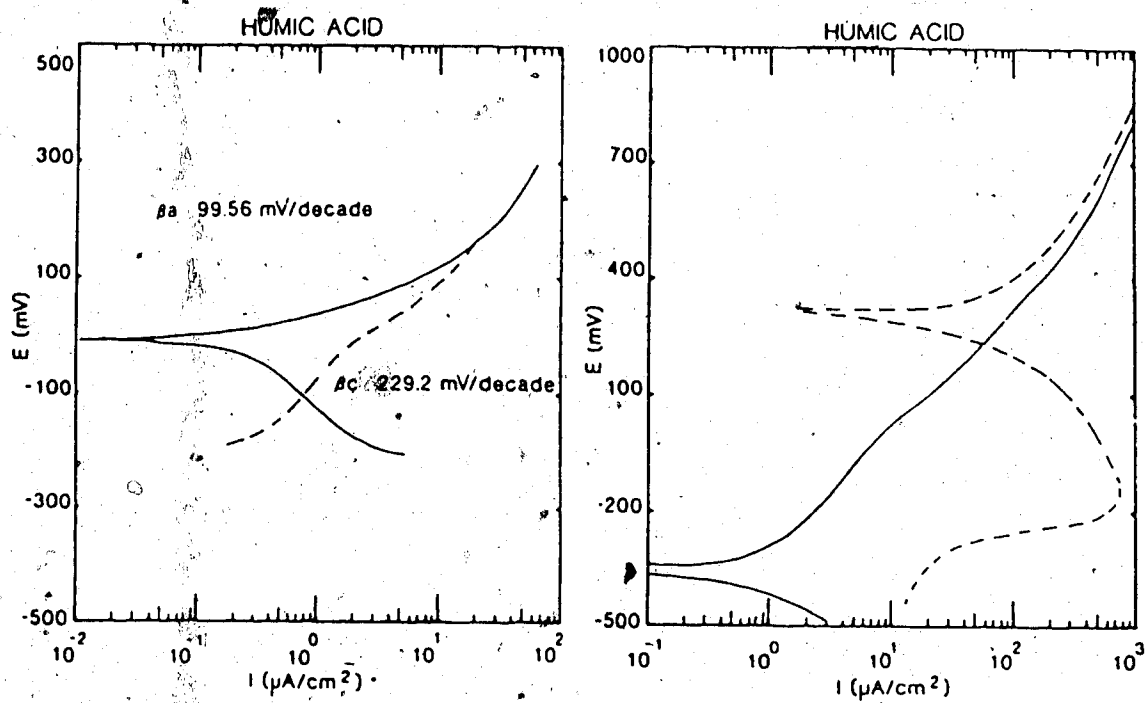 HUMIC ACID
500
300
βa 99.56 mV/decade
100
E (mV)
βc 229.2 mV/decade
-100
-300
-500
10-2 10-1 100 101 102
I (μA/cm2)
HUMIC ACID
1000
700
400
E (mV)
100
-200
-500
10-1 100 101 102 103
I (μA/cm2)